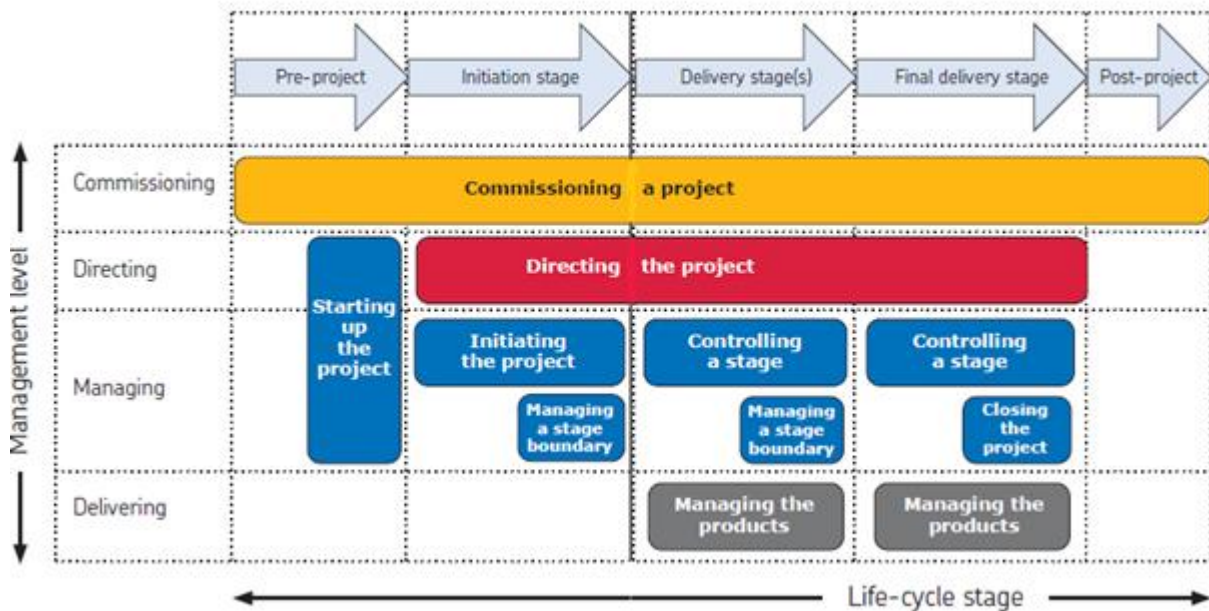 Pre-project
Initiation stage
Delivery stage(s)
Final delivery stage
Post-project
Management level
Commissioning
Commissioning a project
Directing
Directing the project
Starting
up
the
project
Managing
Initiating
the project
Controlling
a stage
Controlling
a stage
Managing
a stage
boundary
Managing
a stage
boundary
Closing
the
project
Delivering
Managing the
products
Managing the
products
Life-cycle stage